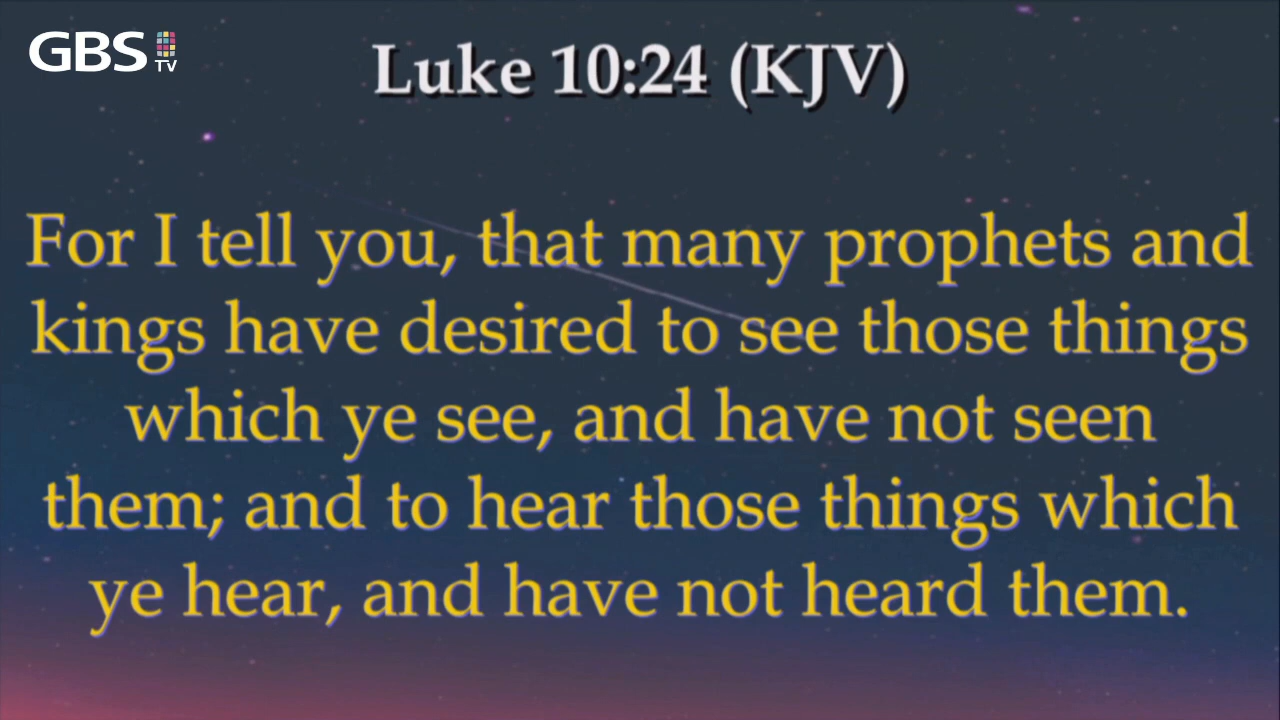 GBS TV
Luke 10:24 (KJV)
For I tell you, that many prophets and
kings have desired to see those things
which ye see, and have not seen
them; and to hear those things which
ye hear, and have not heard them.